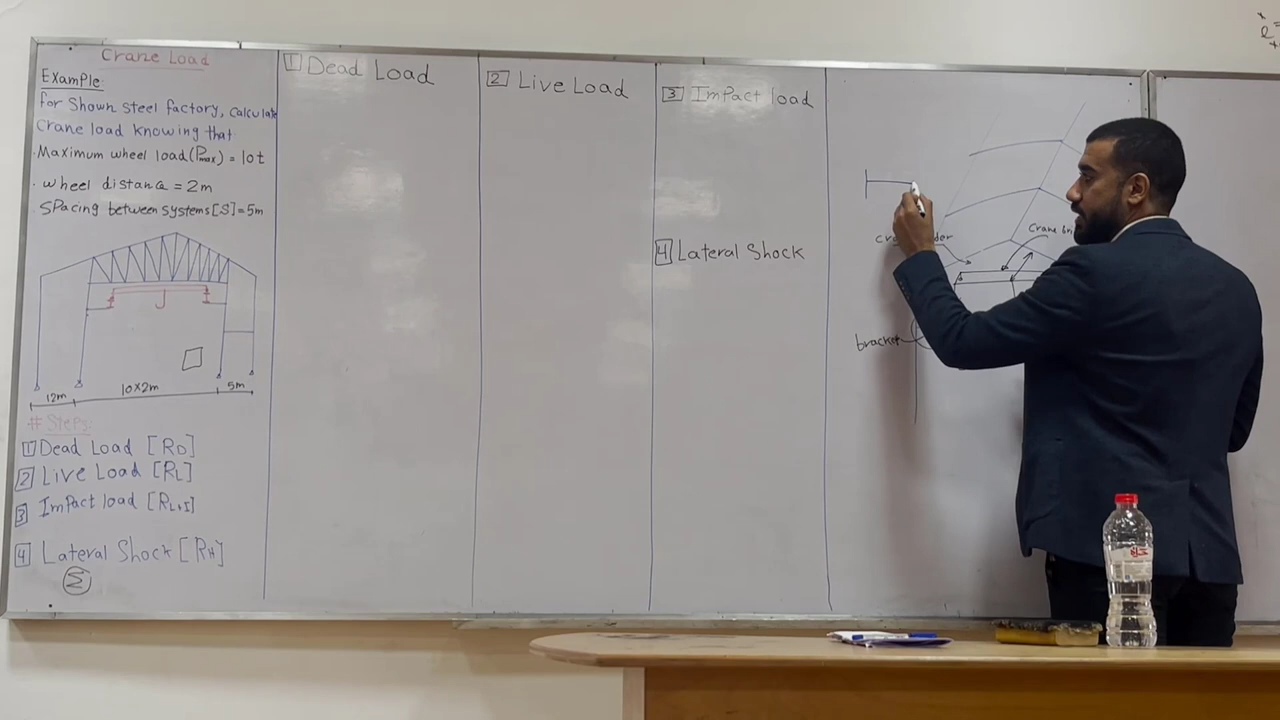 Crane Load
Example:
for Shown steel factory, calculate
Crane load knowing that
. Maximum wheel load (Pmax) = 10t
. wheel distance = 2m
. Spacing between systems [S] = 5m
12m
10×2m
5m
# Steps:
1 Dead Load [RD]
2 Live Load [RL]
3 Impact load [RL+I]
4 Lateral Shock [RH]
Σ
1 Dead Load
2 Live Load
3 Impact load
4 Lateral Shock
bracket